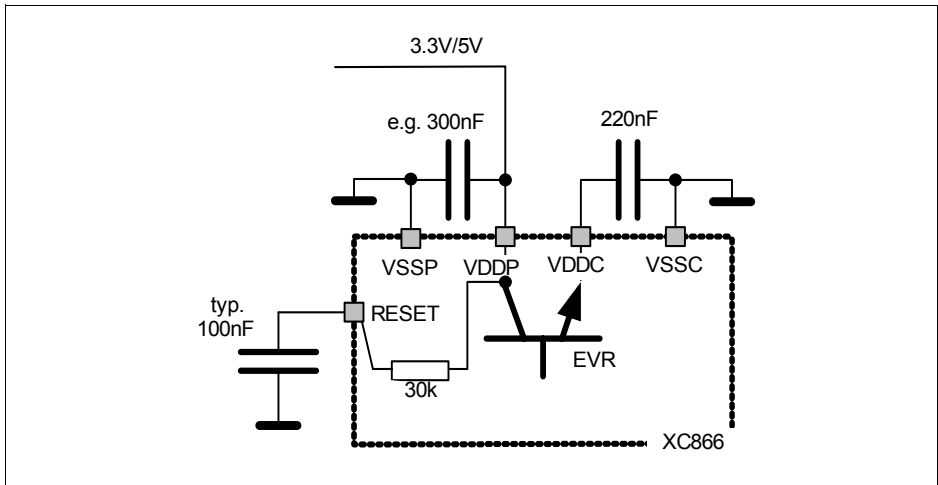 3.3V/5V
e.g. 300nF
220nF
VSSP
VDDP
VDDC
VSSC
typ.
100nF
RESET
EVR
30k
XC866